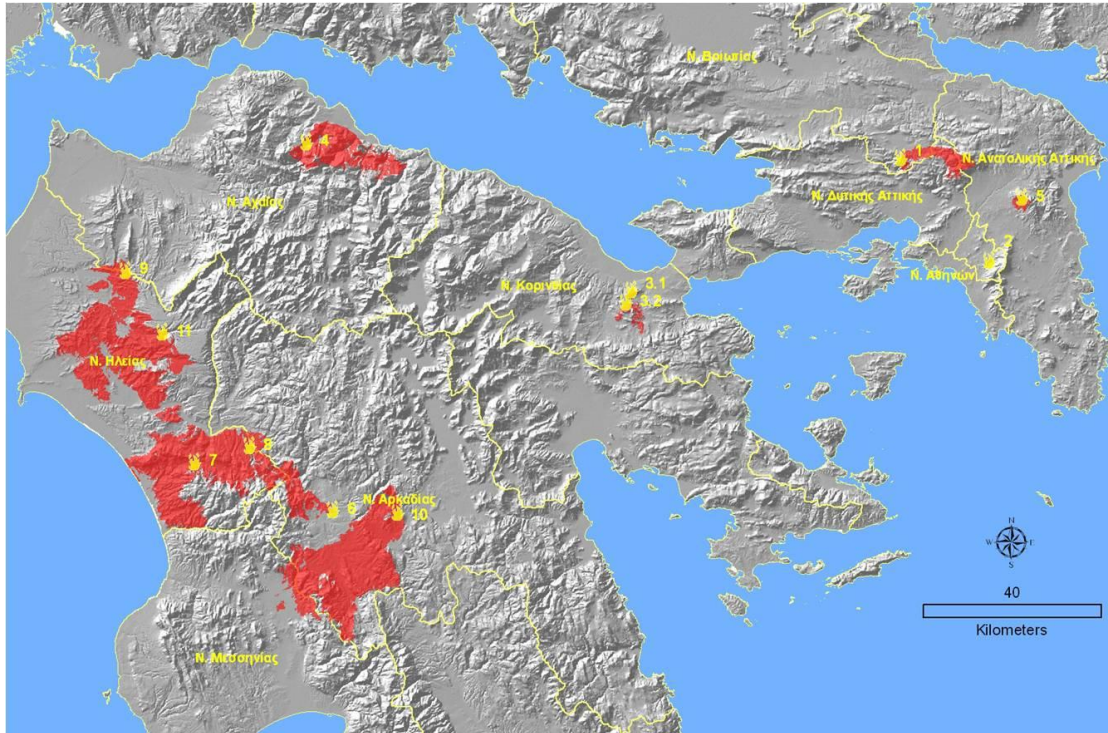 Ν. Βοιωτίας
4
1
Ν. Ανατολικής Αττικής
Ν. Δυτικής Αττικής
5
Ν. Αχαΐας
2
Ν. Αθηνών
9
Ν. Κορινθίας
3.1
3.2
11
Ν. Ηλείας
8
7
Ν. Αρκαδίας
6
10
N
W E
S
40
Kilometers
Ν. Μεσσηνίας